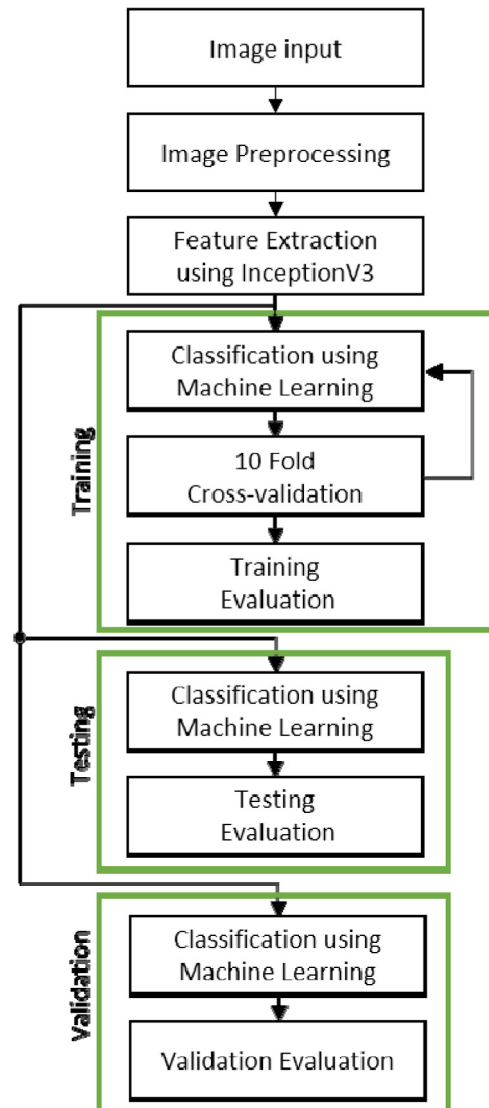 Image input
Image Preprocessing
Feature Extraction
using InceptionV3
Training
Classification using
Machine Learning
10 Fold
Cross-validation
Training
Evaluation
Testing
Classification using
Machine Learning
Testing
Evaluation
Validation
Classification using
Machine Learning
Validation Evaluation